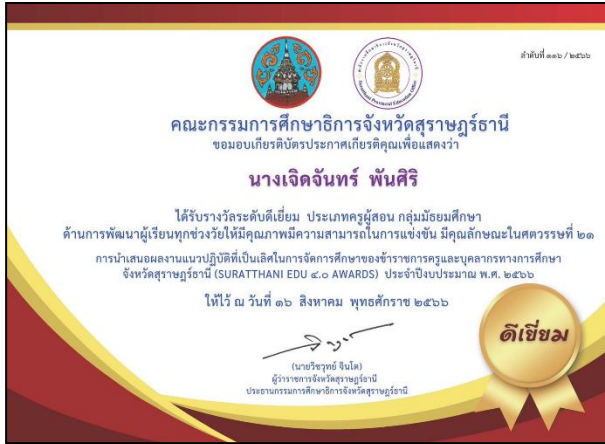 ลำดับที่ ๑๑๖ / ๒๕๖๖
คณะกรรมการศึกษาธิการจังหวัดสุราษฎร์ธานี
ขอมอบเกียรติบัตรประกาศเกียรติคุณเพื่อแสดงว่า
นางเจิดจันทร์ พันศิริ
ได้รับรางวัลระดับดีเยี่ยม ประเภทครูผู้สอน กลุ่มมัธยมศึกษา
ด้านการพัฒนาผู้เรียนทุกช่วงวัยให้มีคุณภาพมีความสามารถในการแข่งขัน มีคุณลักษณะในศตวรรษที่ ๒๑
การนำเสนอผลงานแนวปฏิบัติที่เป็นเลิศในการจัดการศึกษาของข้าราชการครูและบุคลากรทางการศึกษา
จังหวัดสุราษฎร์ธานี (SURATTHANI EDU ๔.๐ AWARDS) ประจำปีงบประมาณ พ.ศ. ๒๕๖๖
ให้ไว้ ณ วันที่ ๑๖ สิงหาคม พุทธศักราช ๒๕๖๖
ดีเยี่ยม
(นายวิชวุทย์ จินโต)
ผู้ว่าราชการจังหวัดสุราษฎร์ธานี
ประธานกรรมการศึกษาธิการจังหวัดสุราษฎร์ธานี